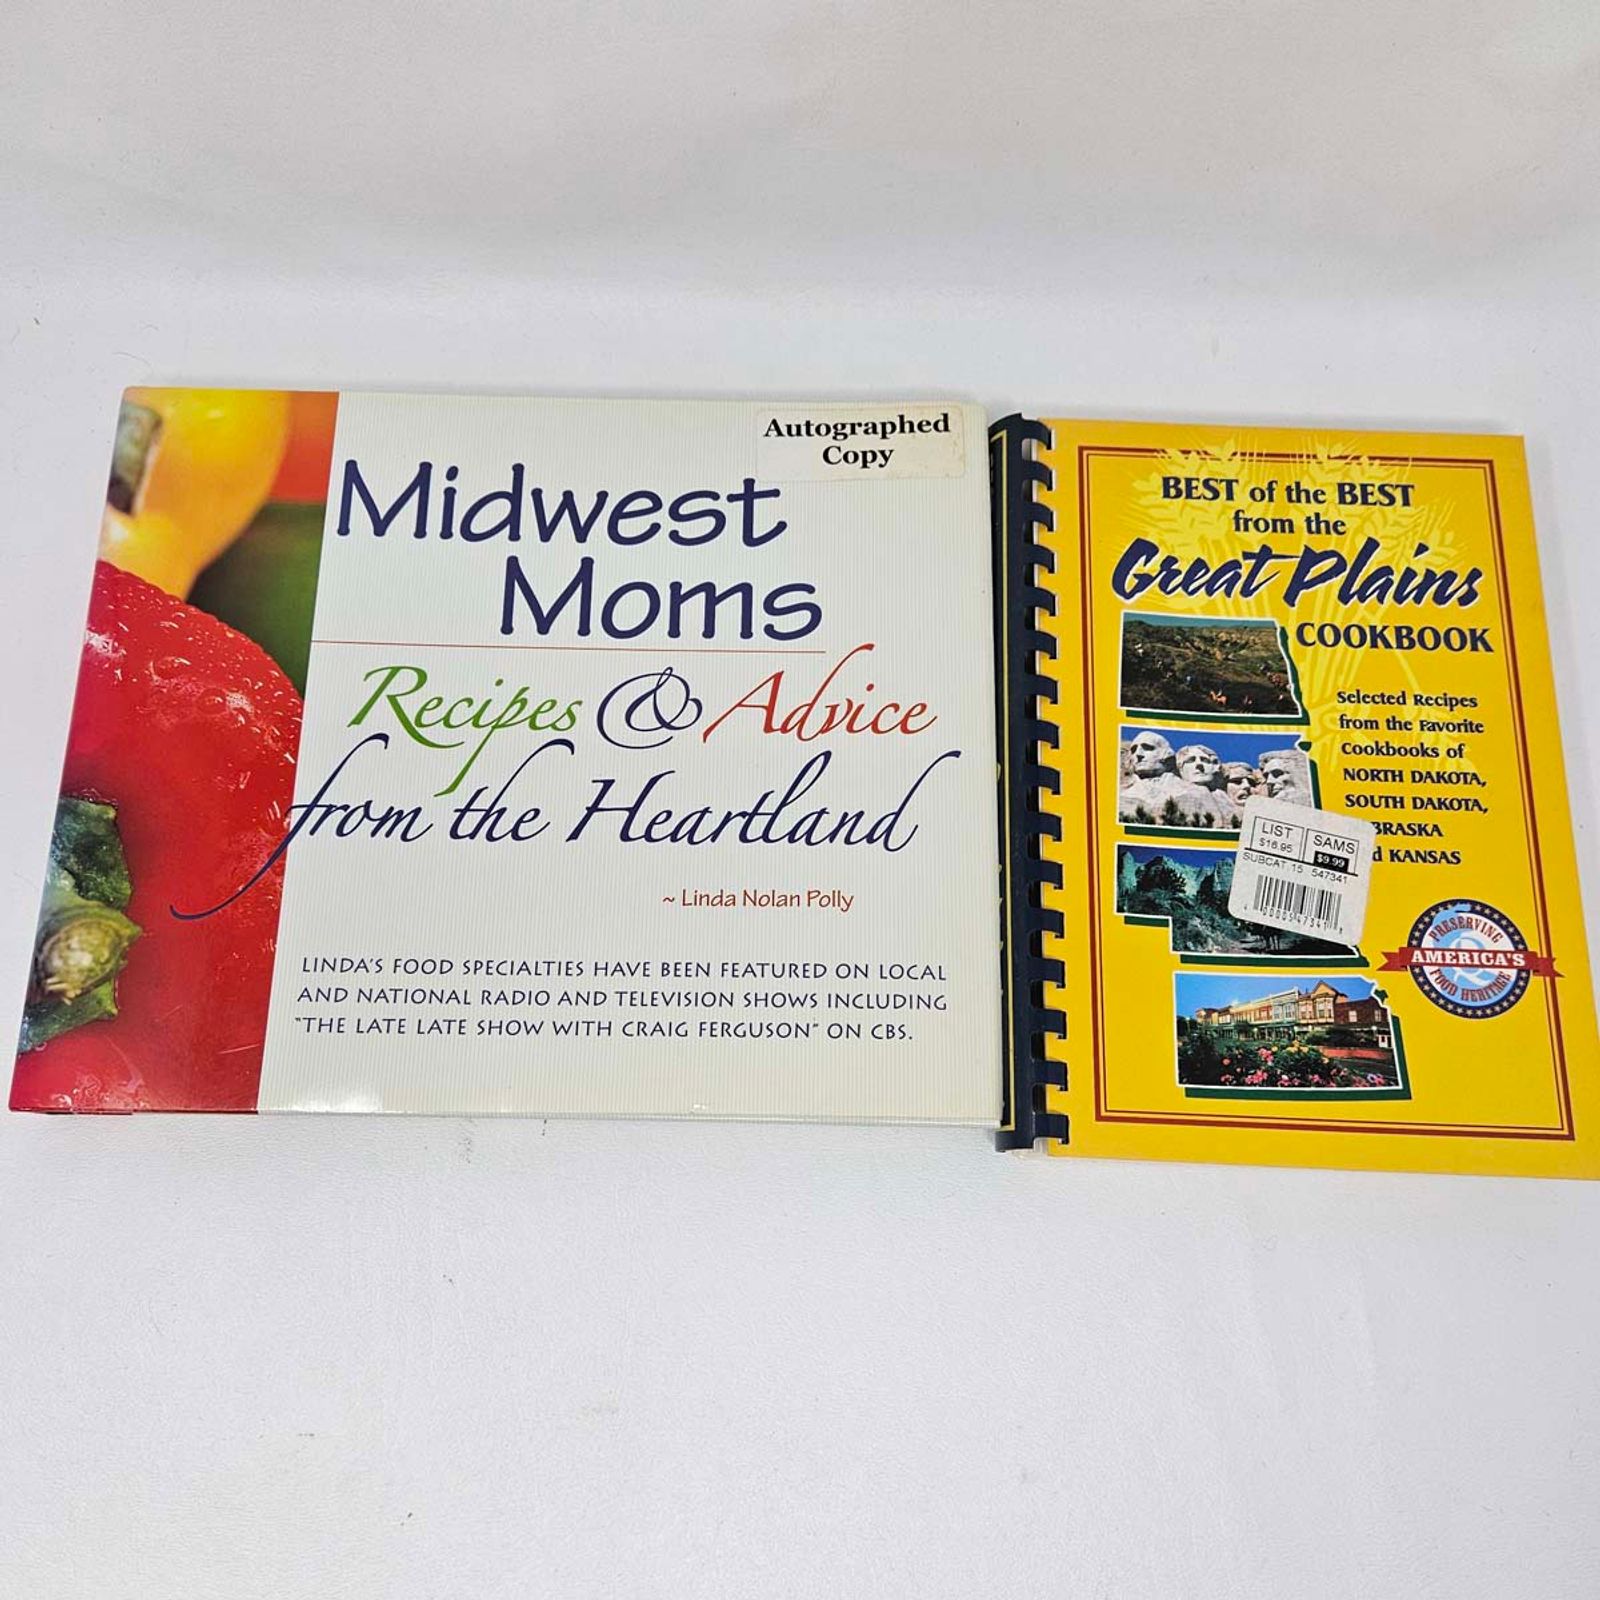 Autographed
Copy
Midwest
Moms
Recipes & Advice
from the Heartland
~ Linda Nolan Polly
LINDA'S FOOD SPECIALTIES HAVE BEEN FEATURED ON LOCAL
AND NATIONAL RADIO AND TELEVISION SHOWS INCLUDING
"THE LATE LATE SHOW WITH CRAIG FERGUSON" ON CBS.
BEST of the BEST
from the
Great Plains
COOKBOOK
Selected Recipes
from the Favorite
Cookbooks of
NORTH DAKOTA,
SOUTH DAKOTA,
BRASKA
d KANSAS
LIST SAMS
$16.95 $9.99
SUBCAT 15 547341
PRESERVING
AMERICA'S
FOOD HERITAGE